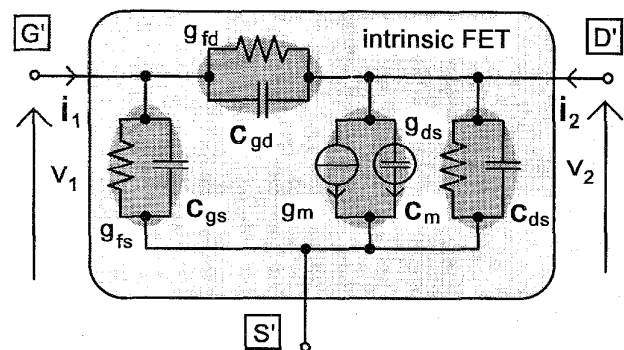 G'
g_fd
intrinsic FET
D'
i_1
C_gd
g_ds
i_2
v_1
C_gs
g_m
C_m
C_ds
v_2
g_fs
S'